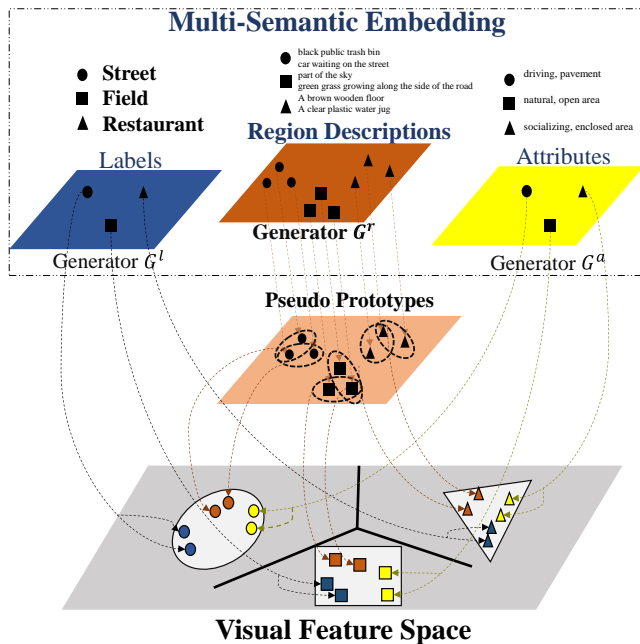 Multi-Semantic Embedding
Street
Field
Restaurant
black public trash bin
car waiting on the street
part of the sky
green grass growing along the side of the road
A brown wooden floor
A clear plastic water jug
driving, pavement
natural, open area
socializing, enclosed area
Labels
Region Descriptions
Attributes
Generator G^l
Generator G^r
Generator G^a
Pseudo Prototypes
Visual Feature Space